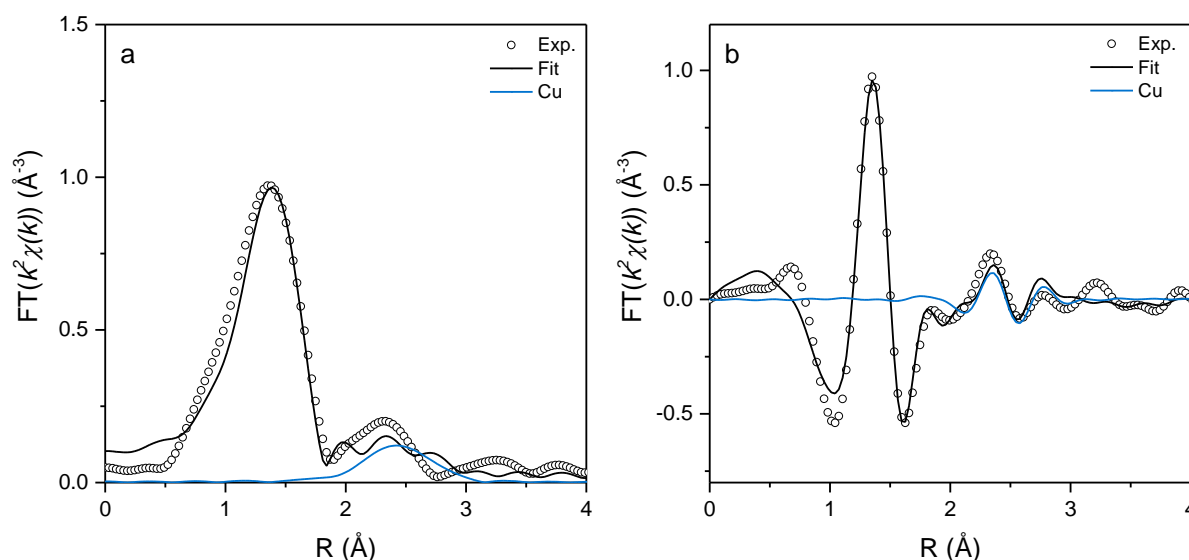 a
Exp.
Fit
Cu
1.5
1.0
0.5
0.0
0
1
2
3
4
FT(k²χ(k)) (Å⁻³)
R (Å)
b
Exp.
Fit
Cu
1.0
0.5
0.0
-0.5
0
1
2
3
4
FT(k²χ(k)) (Å⁻³)
R (Å)